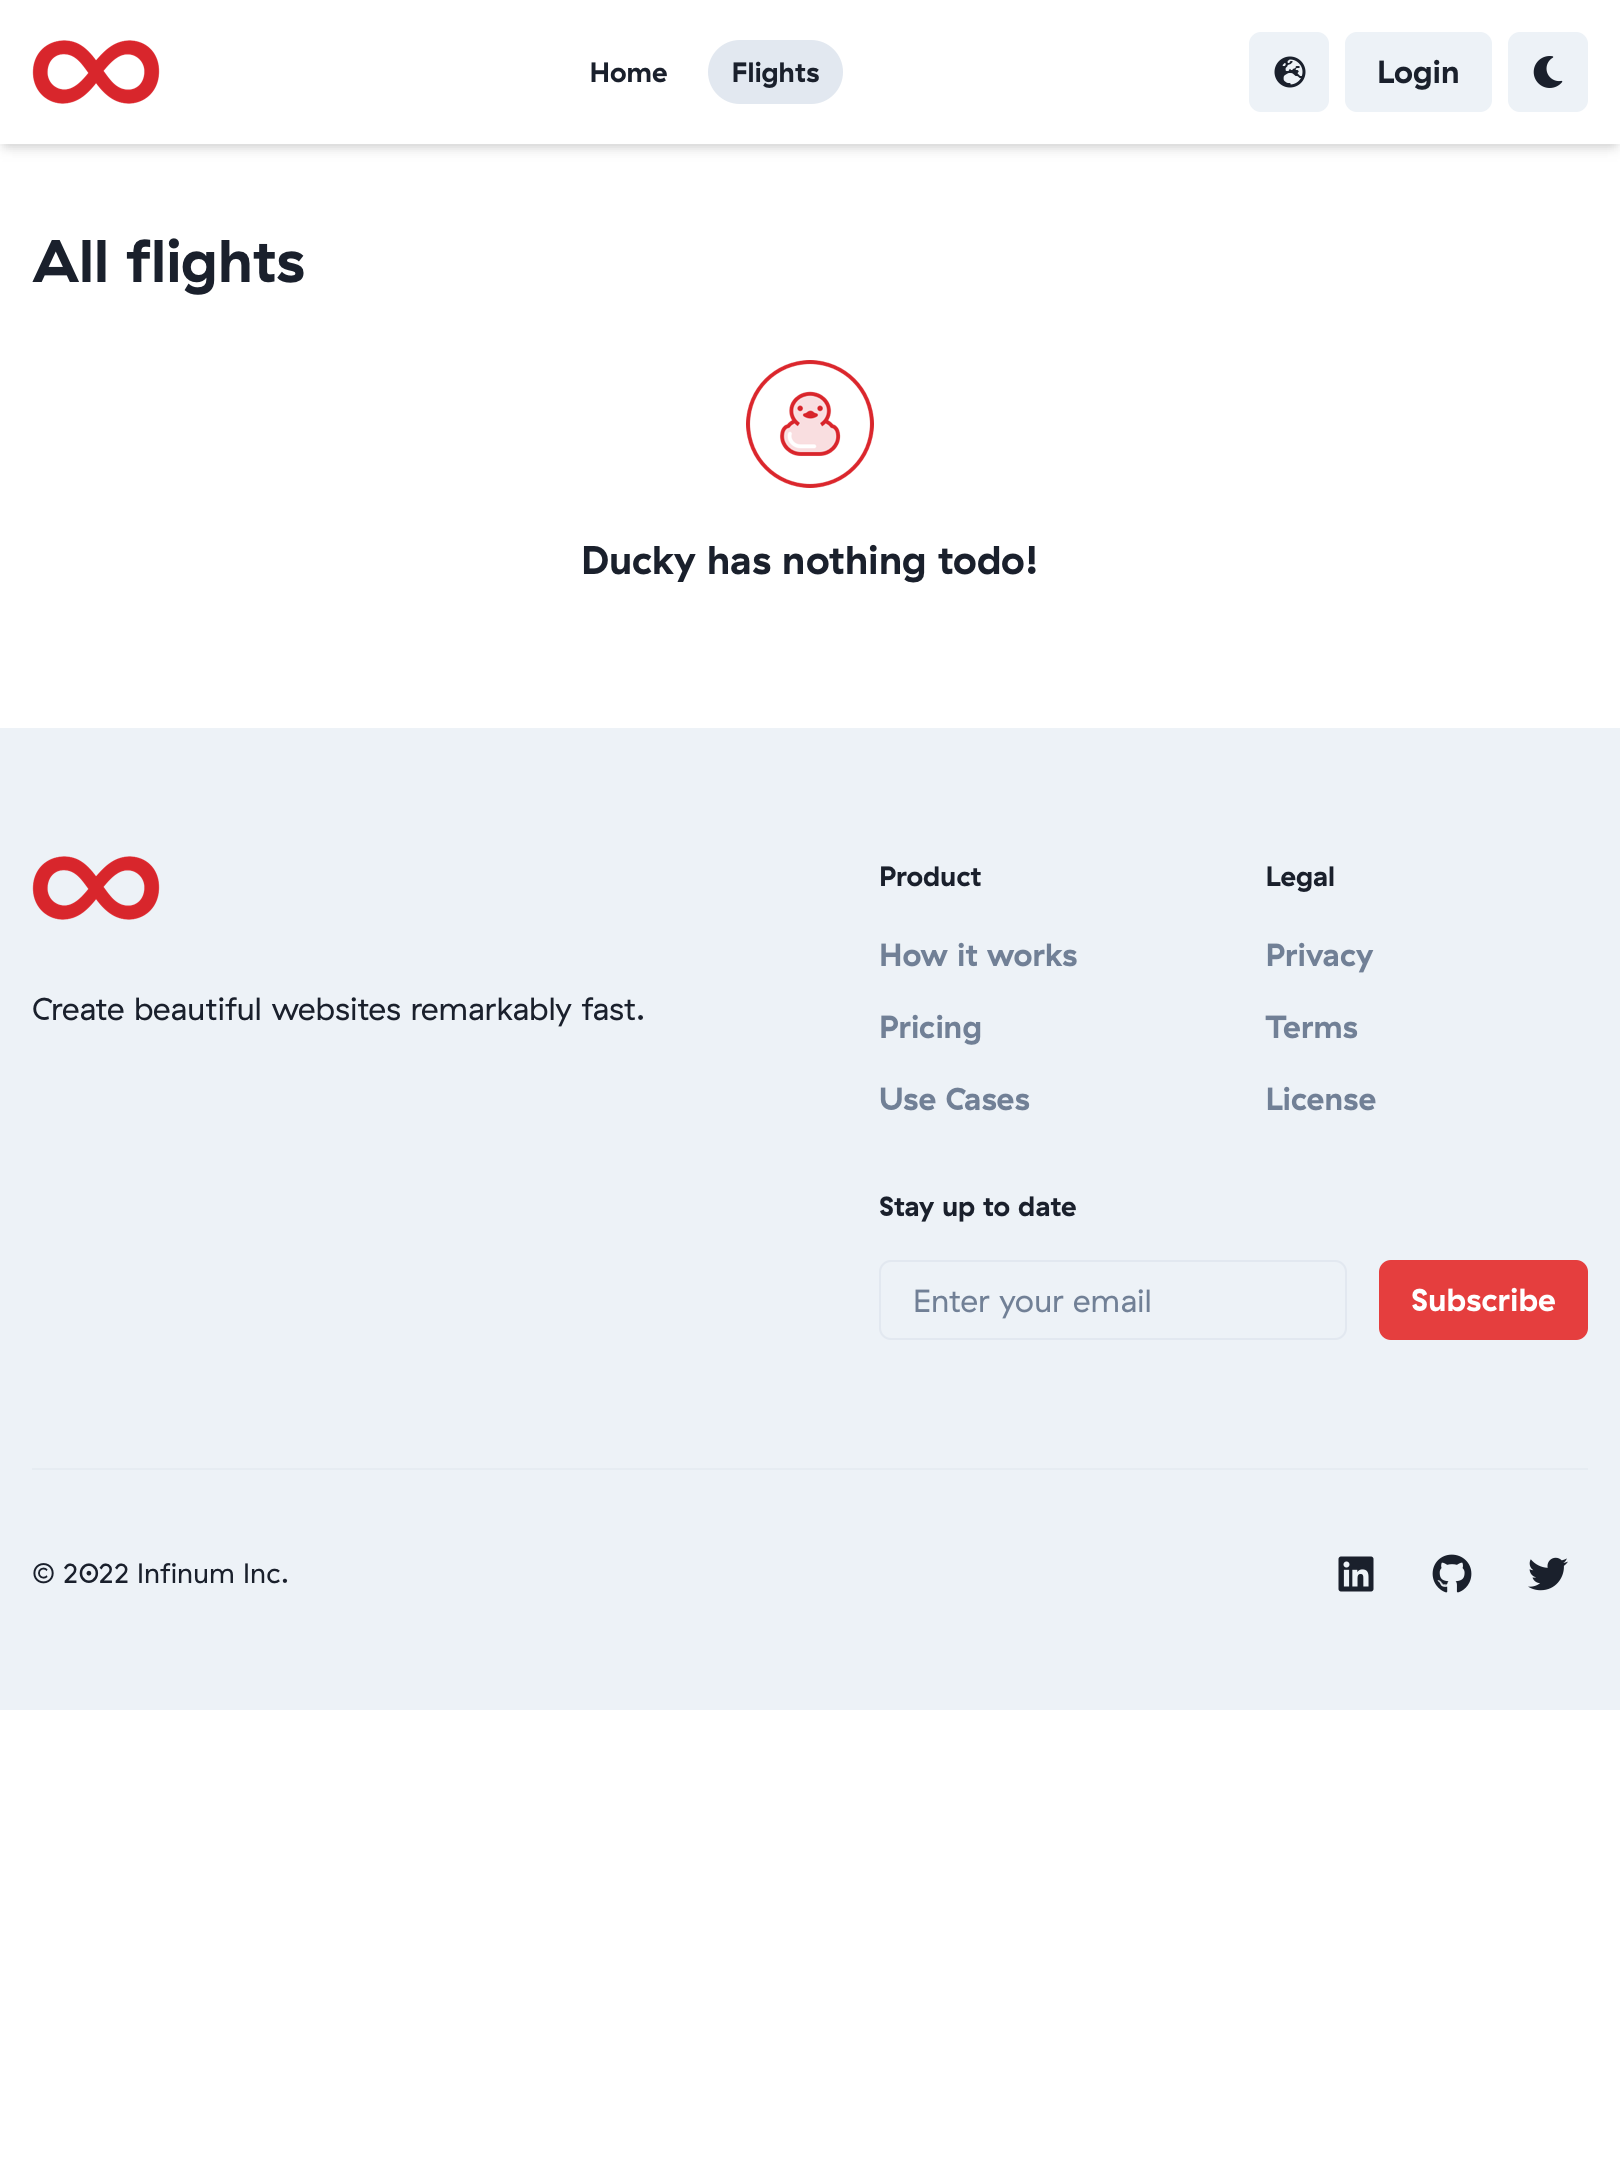 Home
Flights
Login
All flights
Ducky has nothing todo!
Create beautiful websites remarkably fast.
Product
How it works
Pricing
Use Cases
Legal
Privacy
Terms
License
Stay up to date
Enter your email
Subscribe
© 2022 Infinum Inc.